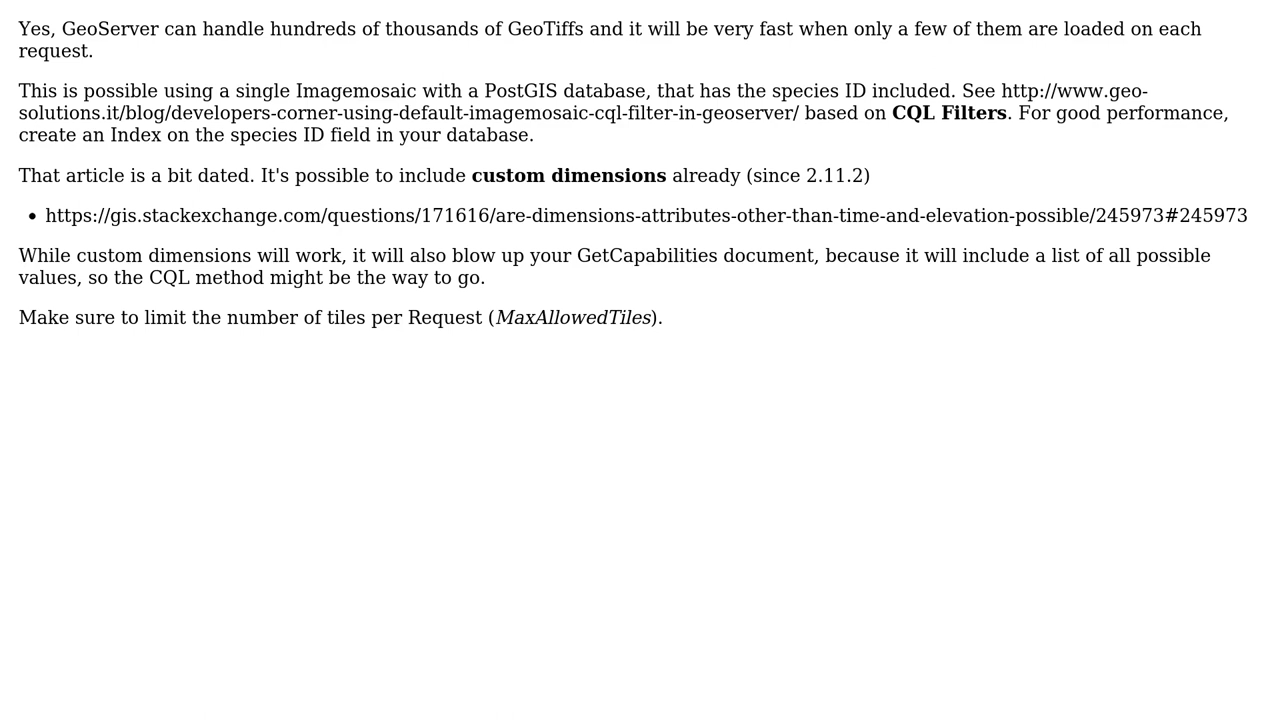 Yes, GeoServer can handle hundreds of thousands of GeoTiffs and it will be very fast when only a few of them are loaded on each
request.
This is possible using a single Imagemosaic with a PostGIS database, that has the species ID included. See http://www.geo-
solutions.it/blog/developers-corner-using-default-imagemosaic-cql-filter-in-geoserver/ based on CQL Filters. For good performance,
create an Index on the species ID field in your database.
That article is a bit dated. It's possible to include custom dimensions already (since 2.11.2)
• https://gis.stackexchange.com/questions/171616/are-dimensions-attributes-other-than-time-and-elevation-possible/245973#245973
While custom dimensions will work, it will also blow up your GetCapabilities document, because it will include a list of all possible
values, so the CQL method might be the way to go.
Make sure to limit the number of tiles per Request (MaxAllowedTiles).